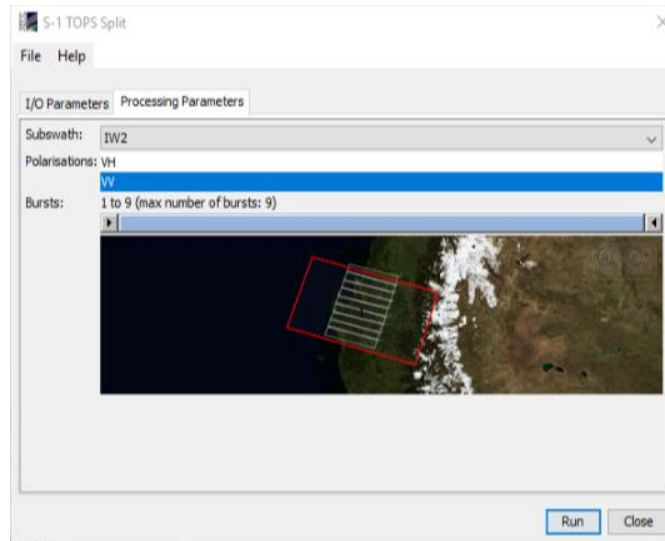 S-1 TOPS Split
File Help
I/O Parameters Processing Parameters
Subswath: IW2
Polarisations: VH
VV
Bursts: 1 to 9 (max number of bursts: 9)
Run Close